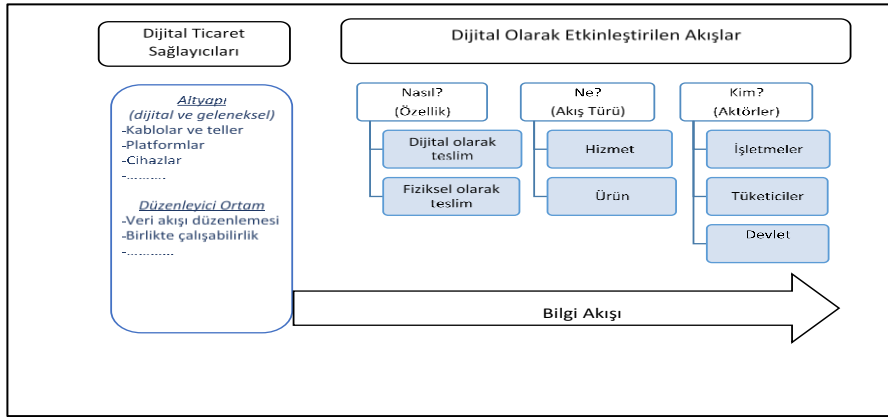 Dijital Ticaret
Sağlayıcıları
Dijital Olarak Etkinleştirilen Akışlar
Altyapı
(dijital ve geleneksel)
-Kablolar ve teller
-Platformlar
-Cihazlar
-..........
Düzenleyici Ortam
-Veri akışı düzenlemesi
-Birlikte çalışabilirlik
-...........
Nasıl?
(Özellik)
Dijital olarak
teslim
Fiziksel olarak
teslim
Ne?
(Akış Türü)
Hizmet
Ürün
Kim?
(Aktörler)
İşletmeler
Tüketiciler
Devlet
Bilgi Akışı